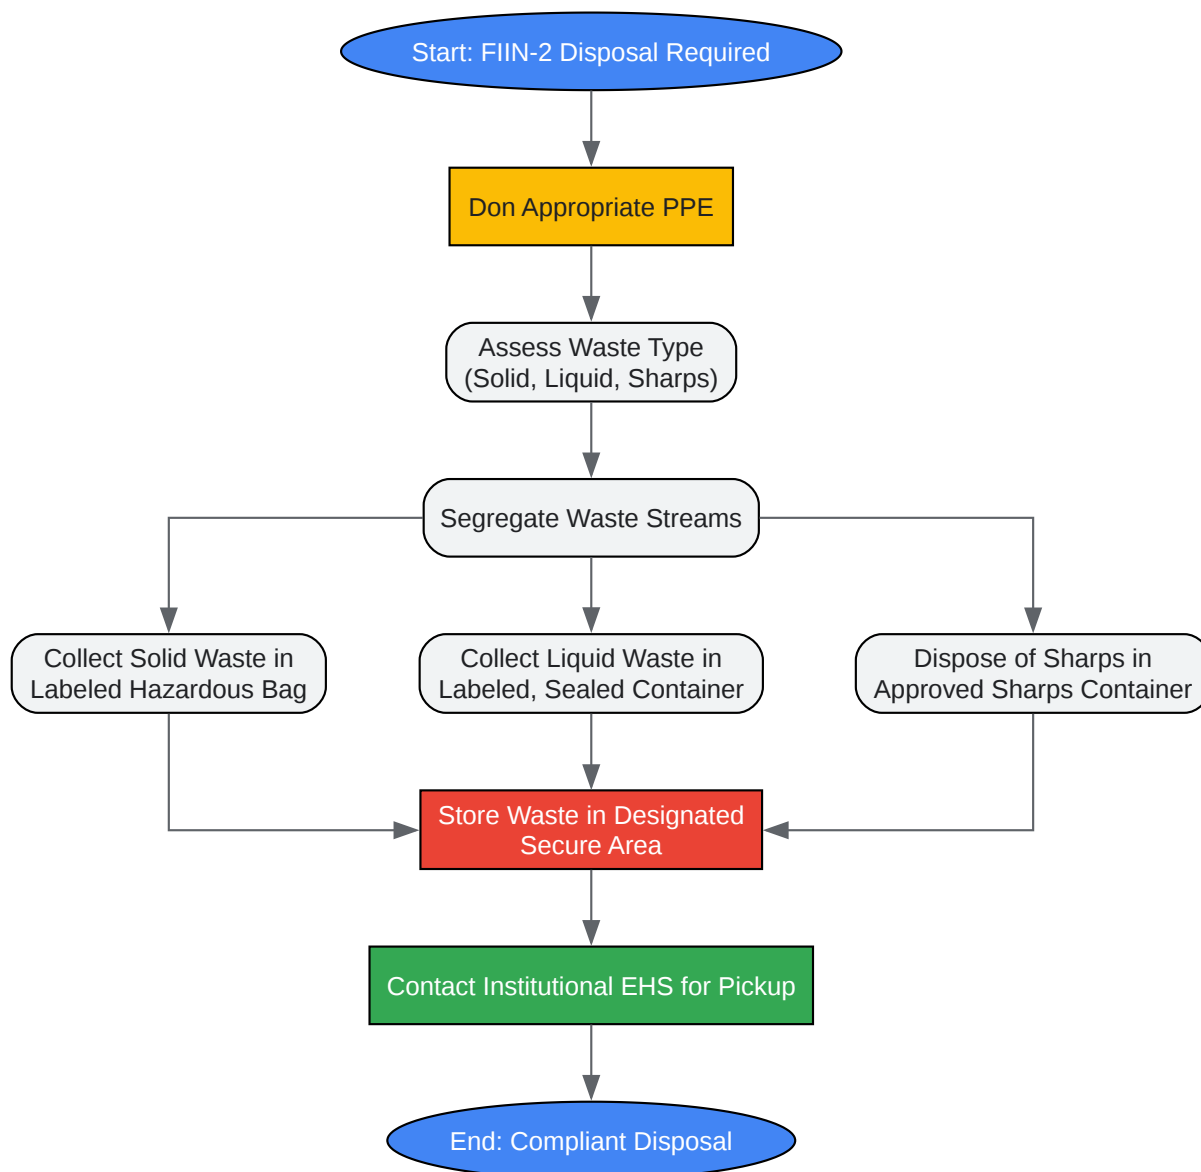 Start: FIIN-2 Disposal Required
Don Appropriate PPE
Assess Waste Type
(Solid, Liquid, Sharps)
Segregate Waste Streams
Collect Solid Waste in
Labeled Hazardous Bag
Collect Liquid Waste in
Labeled, Sealed Container
Dispose of Sharps in
Approved Sharps Container
Store Waste in Designated
Secure Area
Contact Institutional EHS for Pickup
End: Compliant Disposal